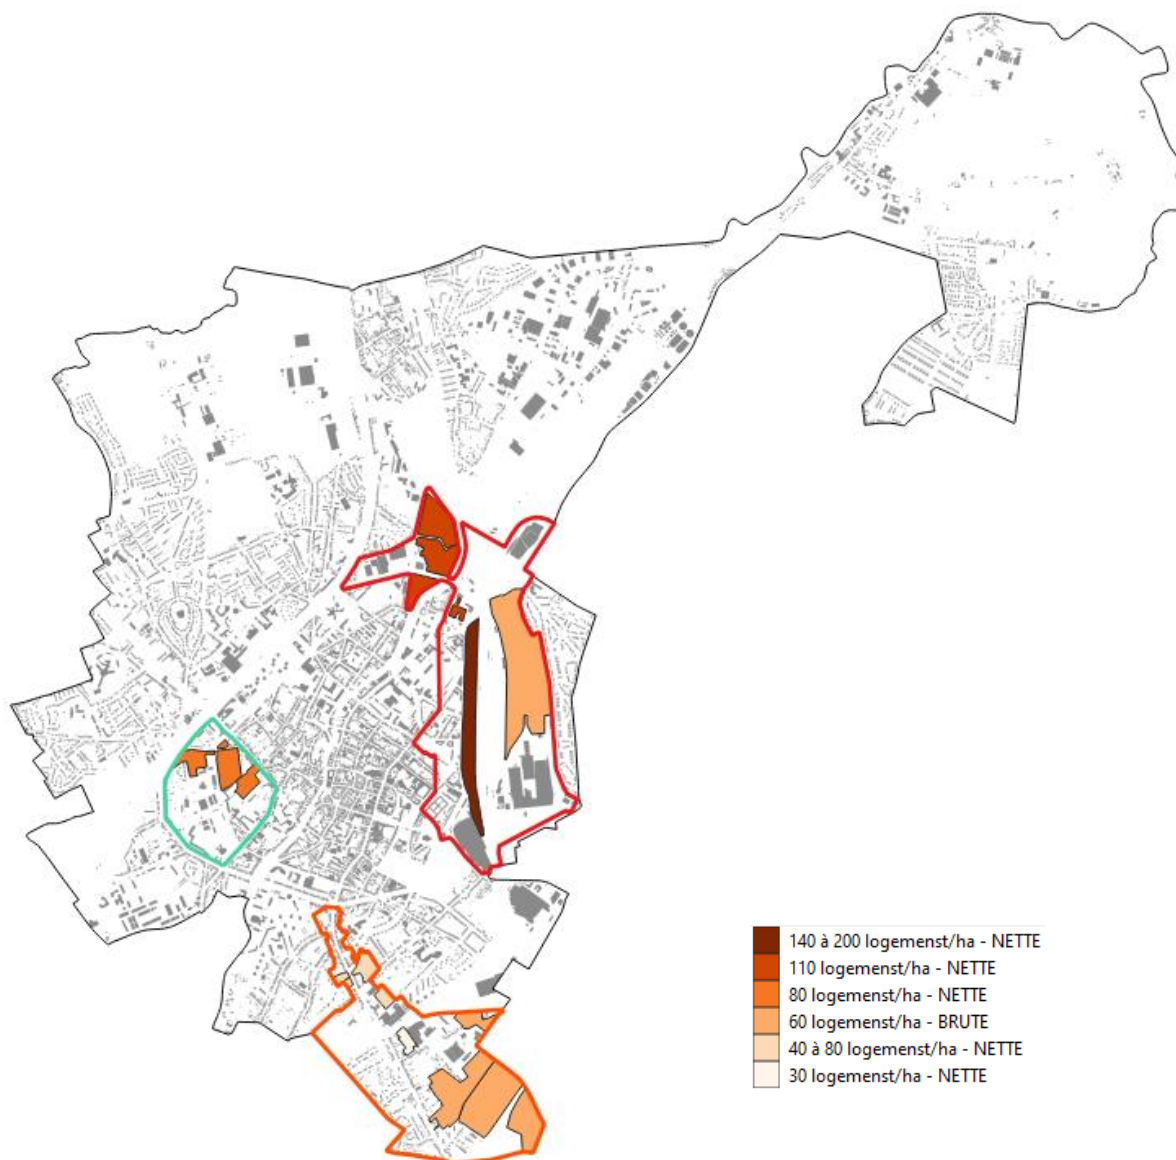 140 à 200 logemenst/ha - NETTE
110 logemenst/ha - NETTE
80 logemenst/ha - NETTE
60 logemenst/ha - BRUTE
40 à 80 logemenst/ha - NETTE
30 logemenst/ha - NETTE